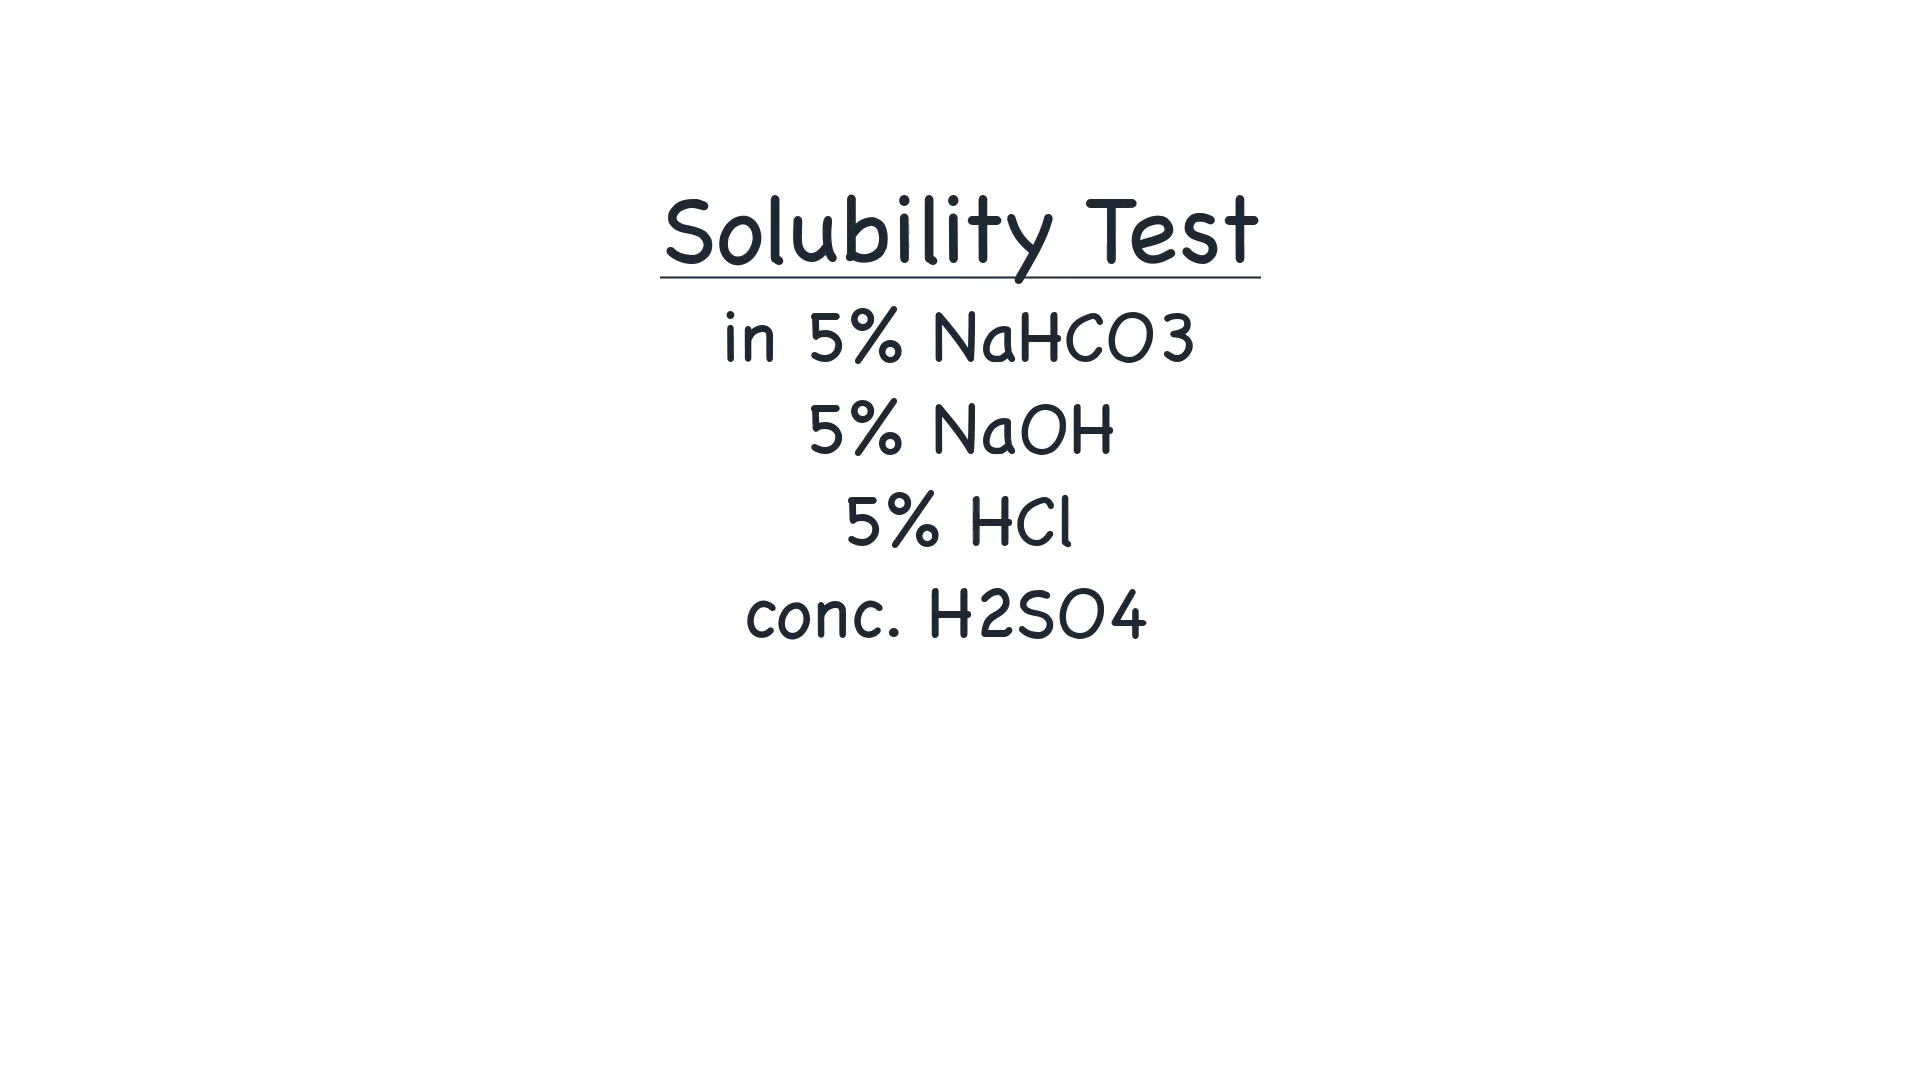 Solubility Test
in 5% NaHCO3
5% NaOH
5% HCl
conc. H2SO4